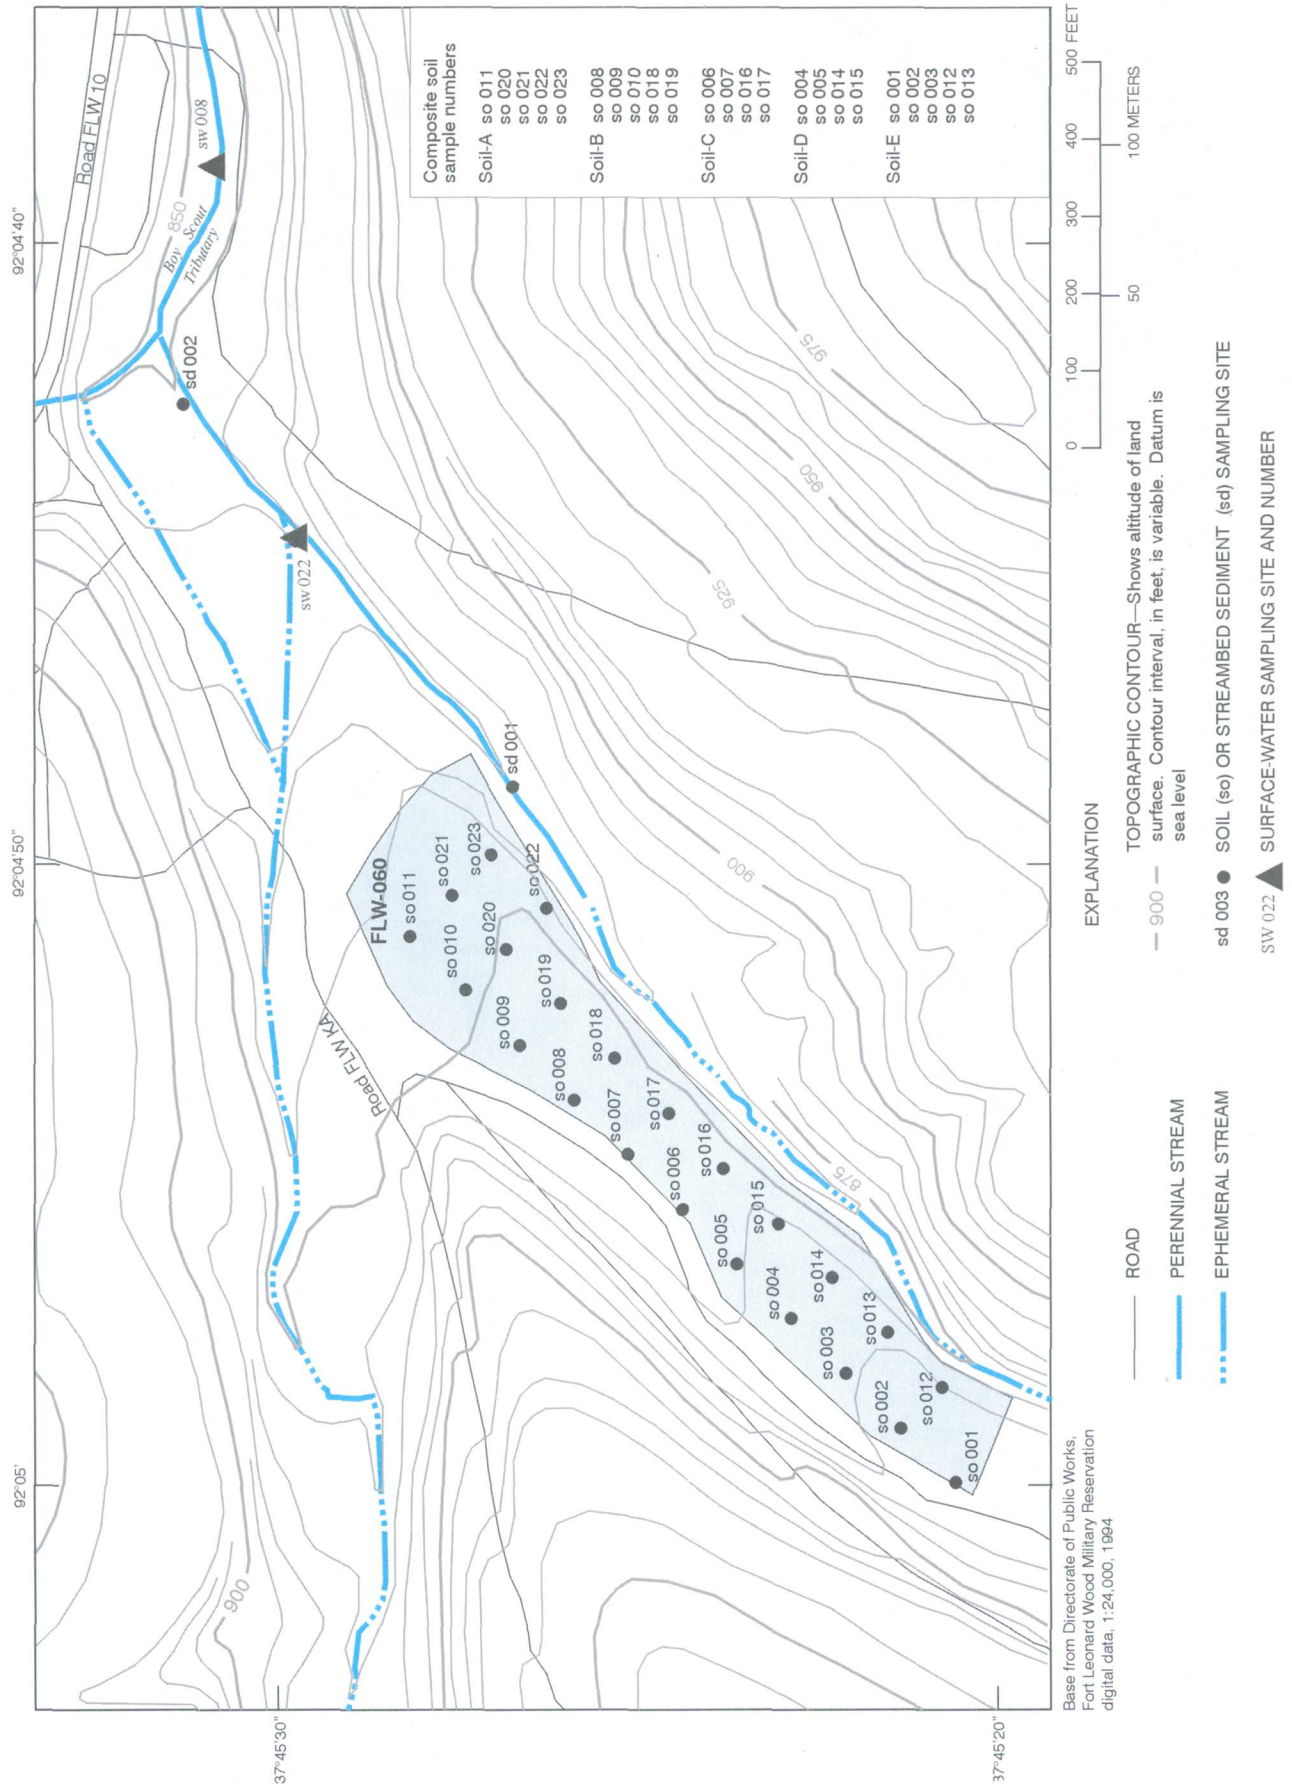 92°05'
92°04'50"
92°04'40"
37°45'30"
37°45'20"
Road FLW 10
850
Boy Scout
Tributary
sw 008
sd 002
sw 022
sd 001
FLW-060
so 011
so 021
so 023
so 010
so 020
so 022
so 009
so 019
so 008
so 018
so 007
so 017
so 006
so 016
so 005
so 015
so 004
so 014
so 003
so 013
so 002
so 012
so 001
Road FLW KA
900
900
875
925
950
975
Composite soil
sample numbers
Soil-A so 011
so 020
so 021
so 022
so 023
Soil-B so 008
so 009
so 010
so 018
so 019
Soil-C so 006
so 007
so 016
so 017
Soil-D so 004
so 005
so 014
so 015
Soil-E so 001
so 002
so 003
so 012
so 013
Base from Directorate of Public Works,
Fort Leonard Wood Military Reservation
digital data, 1:24,000, 1994
0 100 200 300 400 500 FEET
50 100 METERS
EXPLANATION
ROAD
PERENNIAL STREAM
EPHEMERAL STREAM
— 900 — TOPOGRAPHIC CONTOUR—Shows altitude of land
surface. Contour interval, in feet, is variable. Datum is
sea level
sd 003 SOIL (so) OR STREAMBED SEDIMENT (sd) SAMPLING SITE
SW 022 SURFACE-WATER SAMPLING SITE AND NUMBER